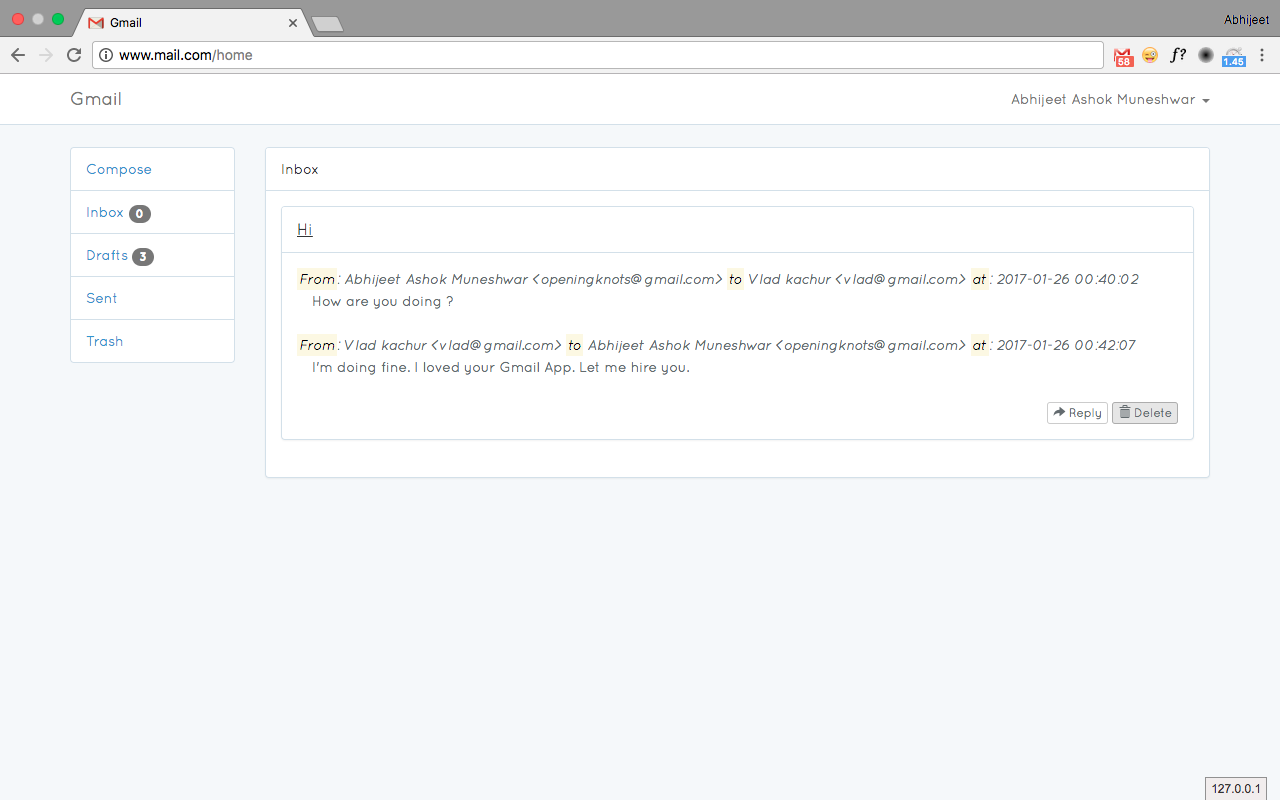 Gmail
Abhijeet
www.mail.com/home
58
f?
1.45
Gmail
Abhijeet Ashok Muneshwar
Compose
Inbox 0
Drafts 3
Sent
Trash
Inbox
Hi
From: Abhijeet Ashok Muneshwar <openingknots@gmail.com> to Vlad kachur <vlad@gmail.com> at: 2017-01-26 00:40:02
How are you doing ?
From: Vlad kachur <vlad@gmail.com> to Abhijeet Ashok Muneshwar <openingknots@gmail.com> at: 2017-01-26 00:42:07
I'm doing fine. I loved your Gmail App. Let me hire you.
Reply Delete
127.0.0.1